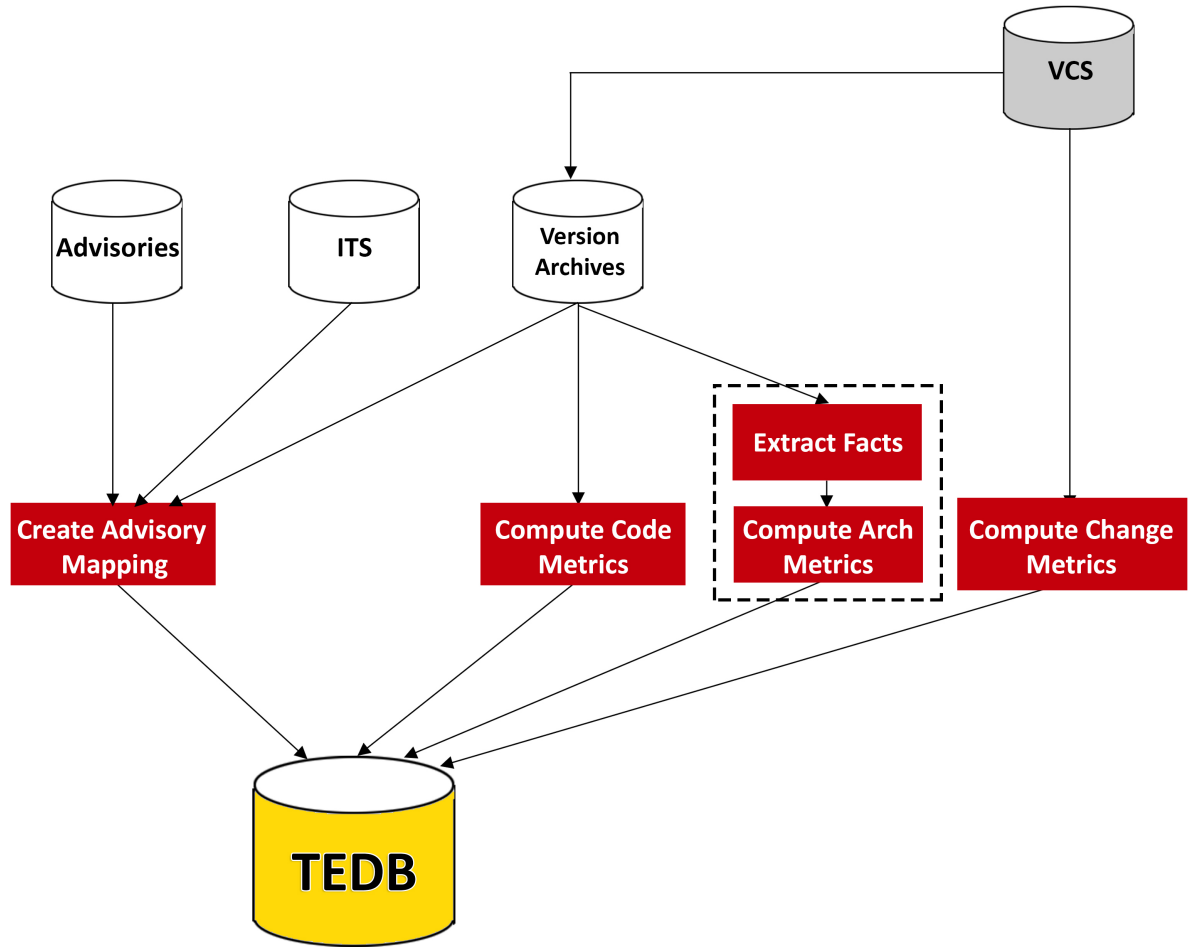 VCS
Advisories
ITS
Version
Archives
Extract Facts
Create Advisory
Mapping
Compute Code
Metrics
Compute Arch
Metrics
Compute Change
Metrics
TEDB